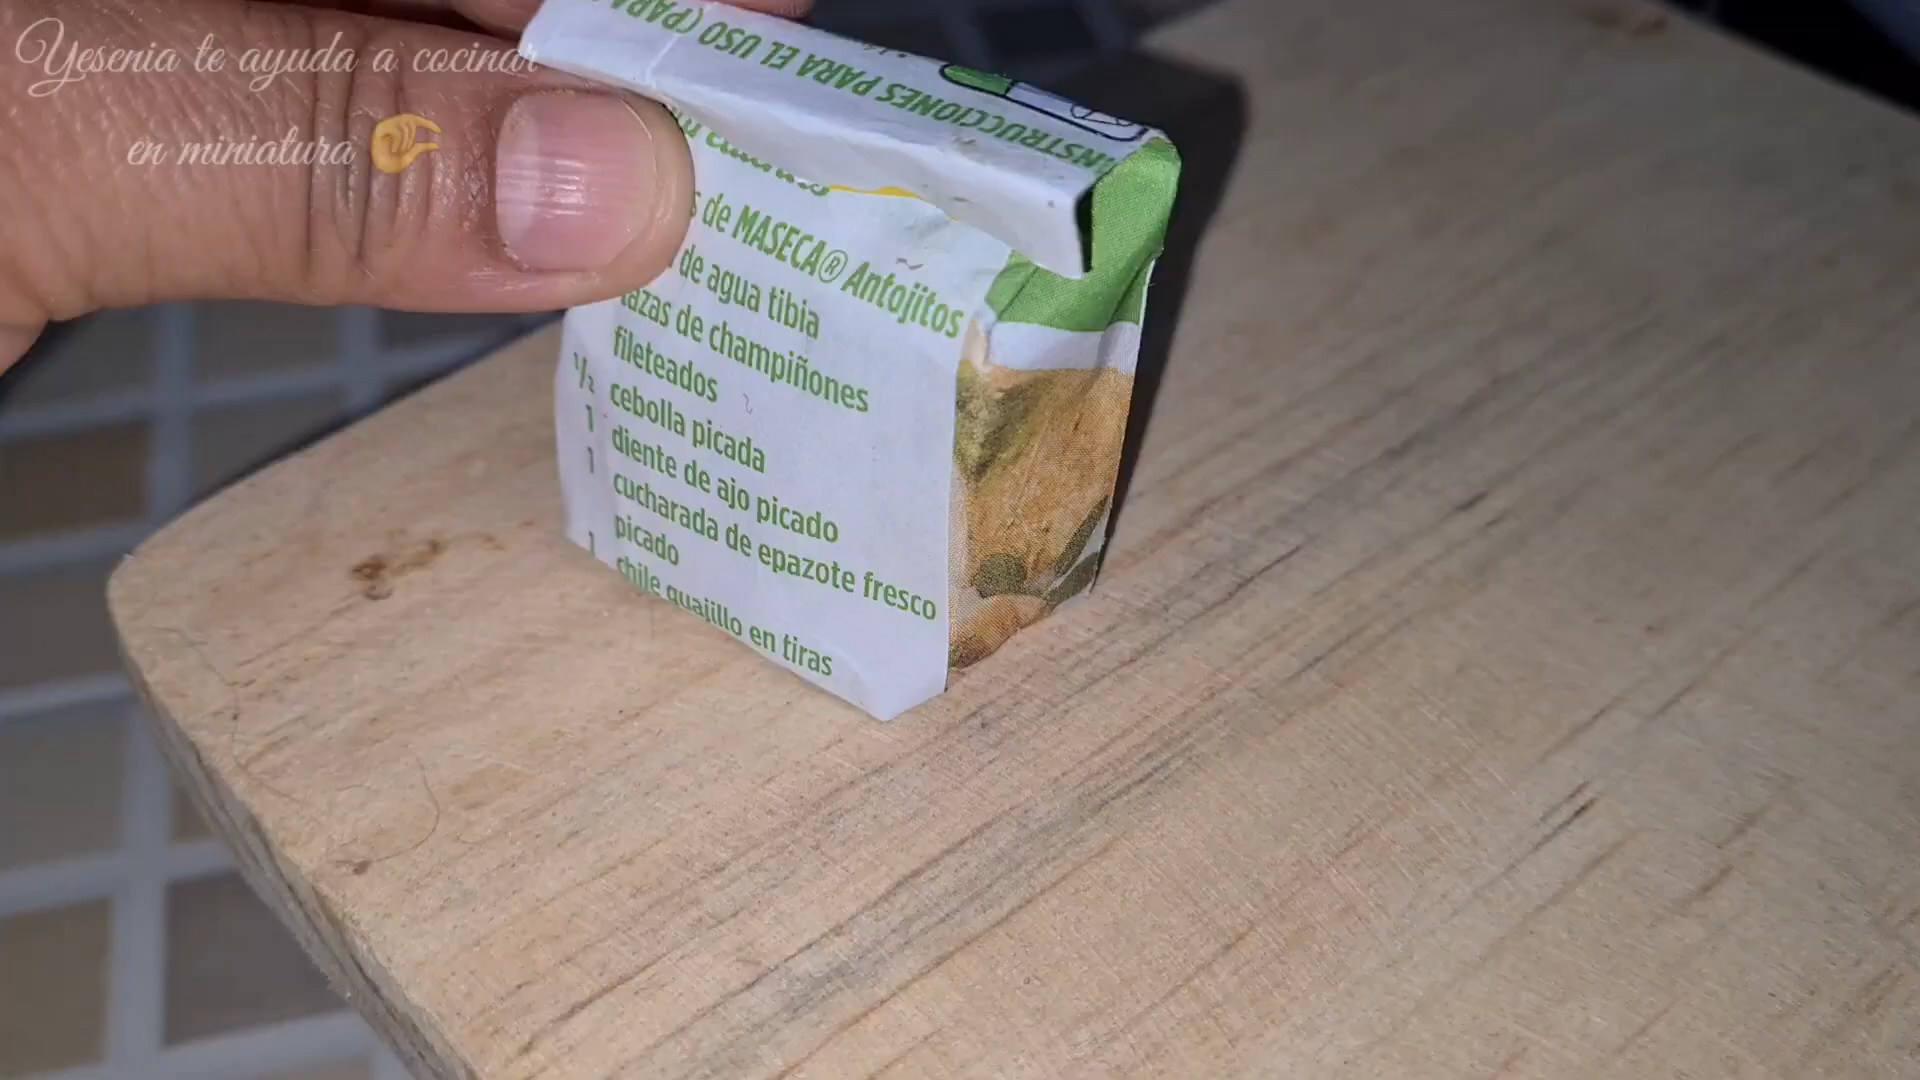 Yesenia te ayuda a cocinar
en miniatura
INSTRUCCIONES PARA EL USO (PARA
de MASECA® Antojitos
de agua tibia
tazas de champiñones
fileteados
1/2 cebolla picada
1 diente de ajo picado
1 cucharada de epazote fresco
picado
1 chile guajillo en tiras